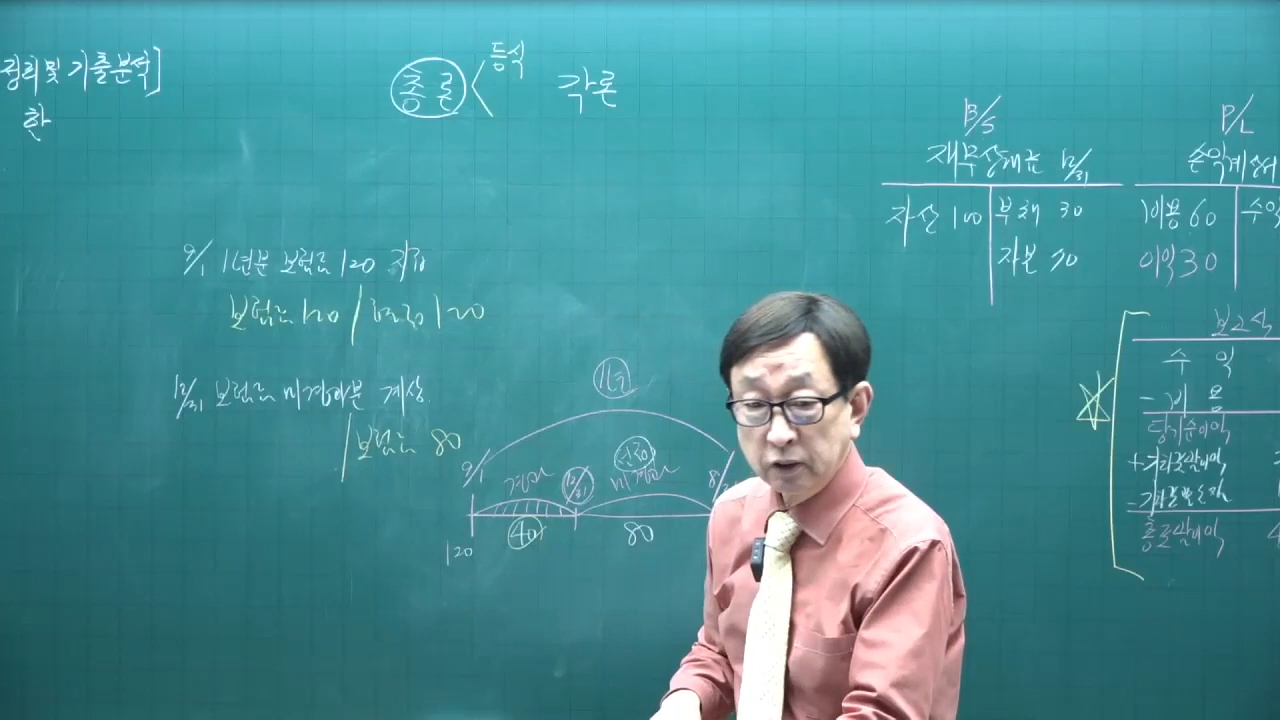 정리 및 기출분석]
한
총론 < 등식
각론
B/S
재무상태표 12/31
자산 100 부채 30
자본 70
P/L
손익계산서
비용 60 수익
이익 30
9/1 1년분 보험료 120 지급
보험료 120 / 현금 120
12/31 보험료 미경과분 계상
/ 보험료 80
1년
9/1 경과 12/31 선급 미경과
120 40 80
보고식
수익
- 비용
당기순이익
+ 기타포괄이익
- 기타포괄손실
총포괄이익